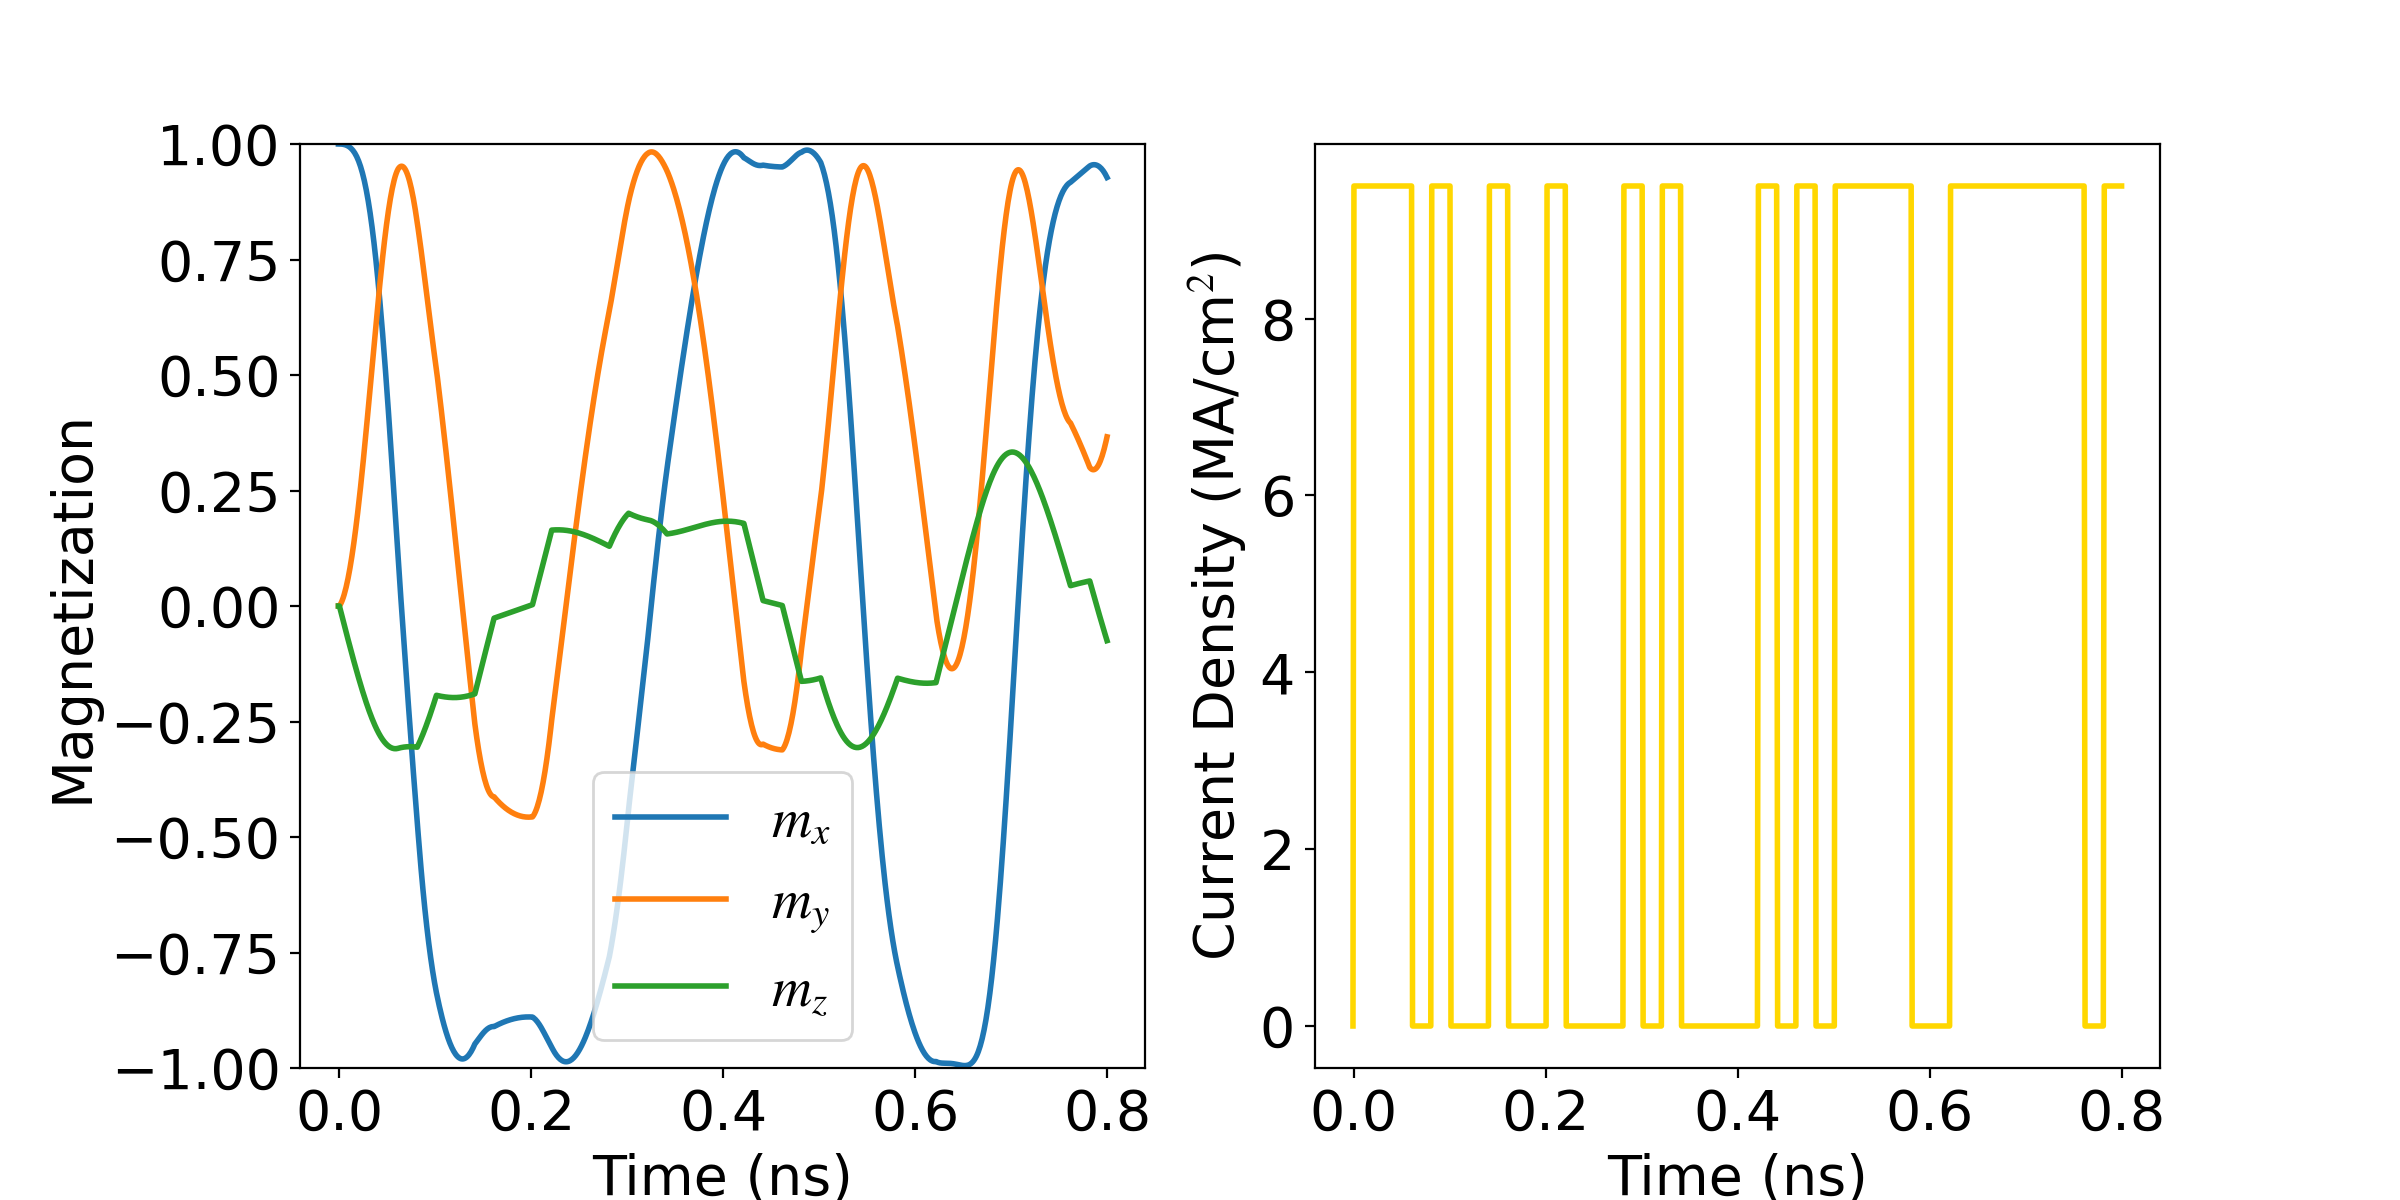 Magnetization
1.00
0.75
0.50
0.25
0.00
−0.25
−0.50
−0.75
−1.00
0.0 0.2 0.4 0.6 0.8
Time (ns)
m_x
m_y
m_z
Current Density (MA/cm²)
8
6
4
2
0
0.0 0.2 0.4 0.6 0.8
Time (ns)